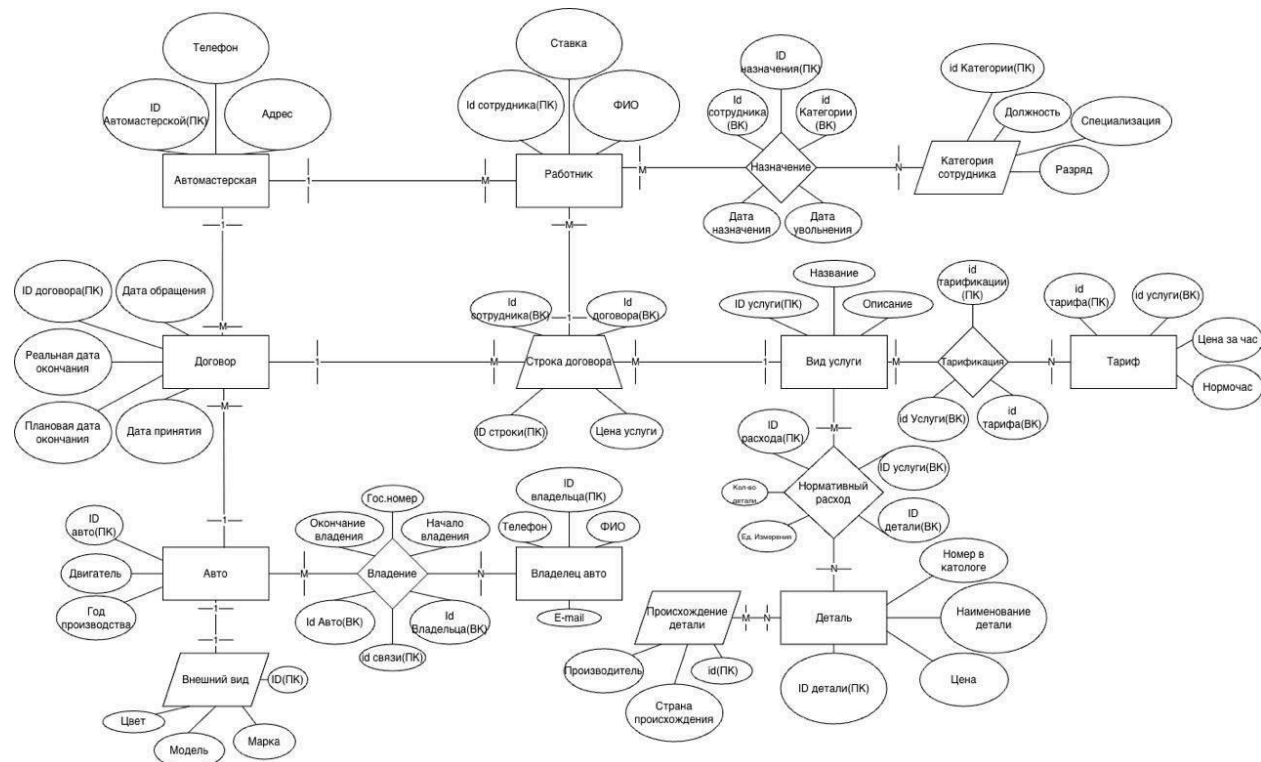 Телефон
ID
Автомастерской(ПК)
Адрес
Автомастерская
Ставка
Id сотрудника(ПК)
ФИО
Работник
ID
назначения(ПК)
Id
сотрудника
(ВК)
id
Категории
(ВК)
Назначение
Дата
назначения
Дата
увольнения
id Категории(ПК)
Должность
Специализация
Категория
сотрудника
Разряд
1
M
M
N
1
M
ID договора(ПК)
Дата обращения
Реальная дата
окончания
Договор
Плановая дата
окончания
Дата принятия
M
1
M
Id
сотрудника(ВК)
Id
договора(ВК)
1
Строка договора
ID строки(ПК)
Цена услуги
M
1
Название
ID услуги(ПК)
Описание
Вид услуги
M
N
id
тарификации
(ПК)
Тарификация
id Услуги(ВК)
id
тарифа(ВК)
id
тарифа(ПК)
id услуги(ВК)
Цена за час
Тариф
Нормочас
M
M
ID
расхода(ПК)
ID услуги(ВК)
Кол-во
детали
Нормативный
расход
Ед. Измерения
ID
детали(ВК)
N
1
ID
авто(ПК)
Двигатель
Год
производства
Авто
M
N
Гос.номер
Окончание
владения
Начало
владения
Владение
Id Авто(ВК)
Id
Владельца(ВК)
id связи(ПК)
ID
владельца(ПК)
Телефон
ФИО
Владелец авто
E-mail
1
1
Внешний вид
ID(ПК)
Цвет
Модель
Марка
Происхождение
детали
M
N
Производитель
id(ПК)
Страна
происхождения
Деталь
Номер в
катологе
Наименование
детали
Цена
ID детали(ПК)